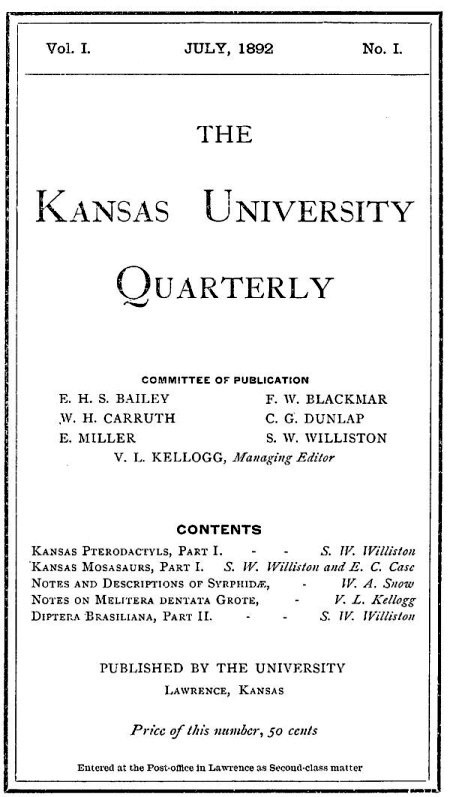 Vol. I. JULY, 1892 No. I.
THE
KANSAS UNIVERSITY
QUARTERLY
COMMITTEE OF PUBLICATION
E. H. S. BAILEY F. W. BLACKMAR
W. H. CARRUTH C. G. DUNLAP
E. MILLER S. W. WILLISTON
V. L. KELLOGG, Managing Editor
CONTENTS
KANSAS PTERODACTYLS, PART I. - - S. W. Williston
KANSAS MOSASAURS, PART I. S. W. Williston and E. C. Case
NOTES AND DESCRIPTIONS OF SYRPHIDÆ, - W. A. Snow
NOTES ON MELITERA DENTATA GROTE, - V. L. Kellogg
DIPTERA BRASILIANA, PART II. - - S. W. Williston
PUBLISHED BY THE UNIVERSITY
LAWRENCE, KANSAS
Price of this number, 50 cents
Entered at the Post-office in Lawrence as Second-class matter